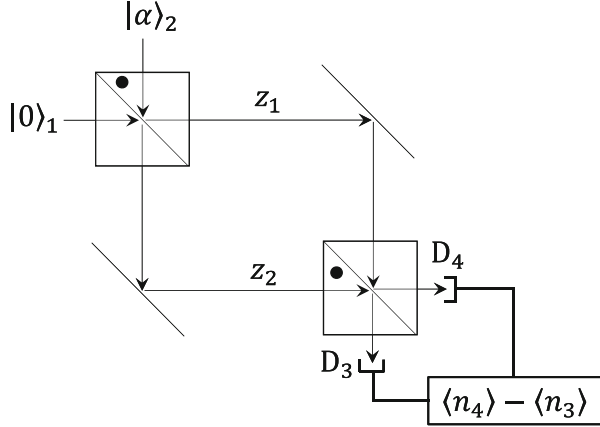 |α⟩₂
|0⟩₁
z₁
z₂
D₄
D₃
⟨n₄⟩ − ⟨n₃⟩